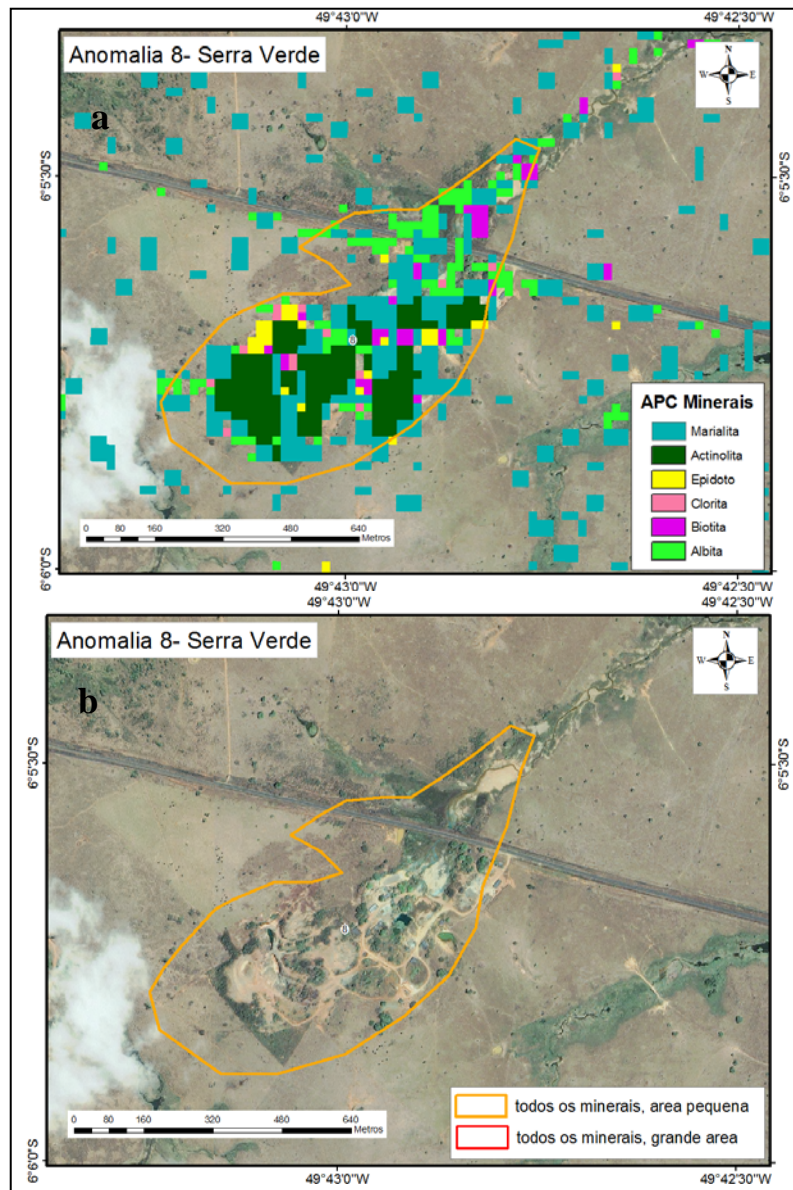 49°43'0"W 49°42'30"W
Anomalia 8- Serra Verde
N
W E
S
a
6°5'30"S 6°5'30"S
8
APC Minerais
Marialita
Actinolita
Epidoto
Clorita
Biotita
Albita
0 80 160 320 480 640
Metros
6°6'0"S
49°43'0"W 49°42'30"W
49°43'0"W 49°42'30"W
Anomalia 8- Serra Verde
N
W E
S
b
6°5'30"S 6°5'30"S
8
todos os minerais, area pequena
todos os minerais, grande area
0 80 160 320 480 640
Metros
6°6'0"S
49°43'0"W 49°42'30"W